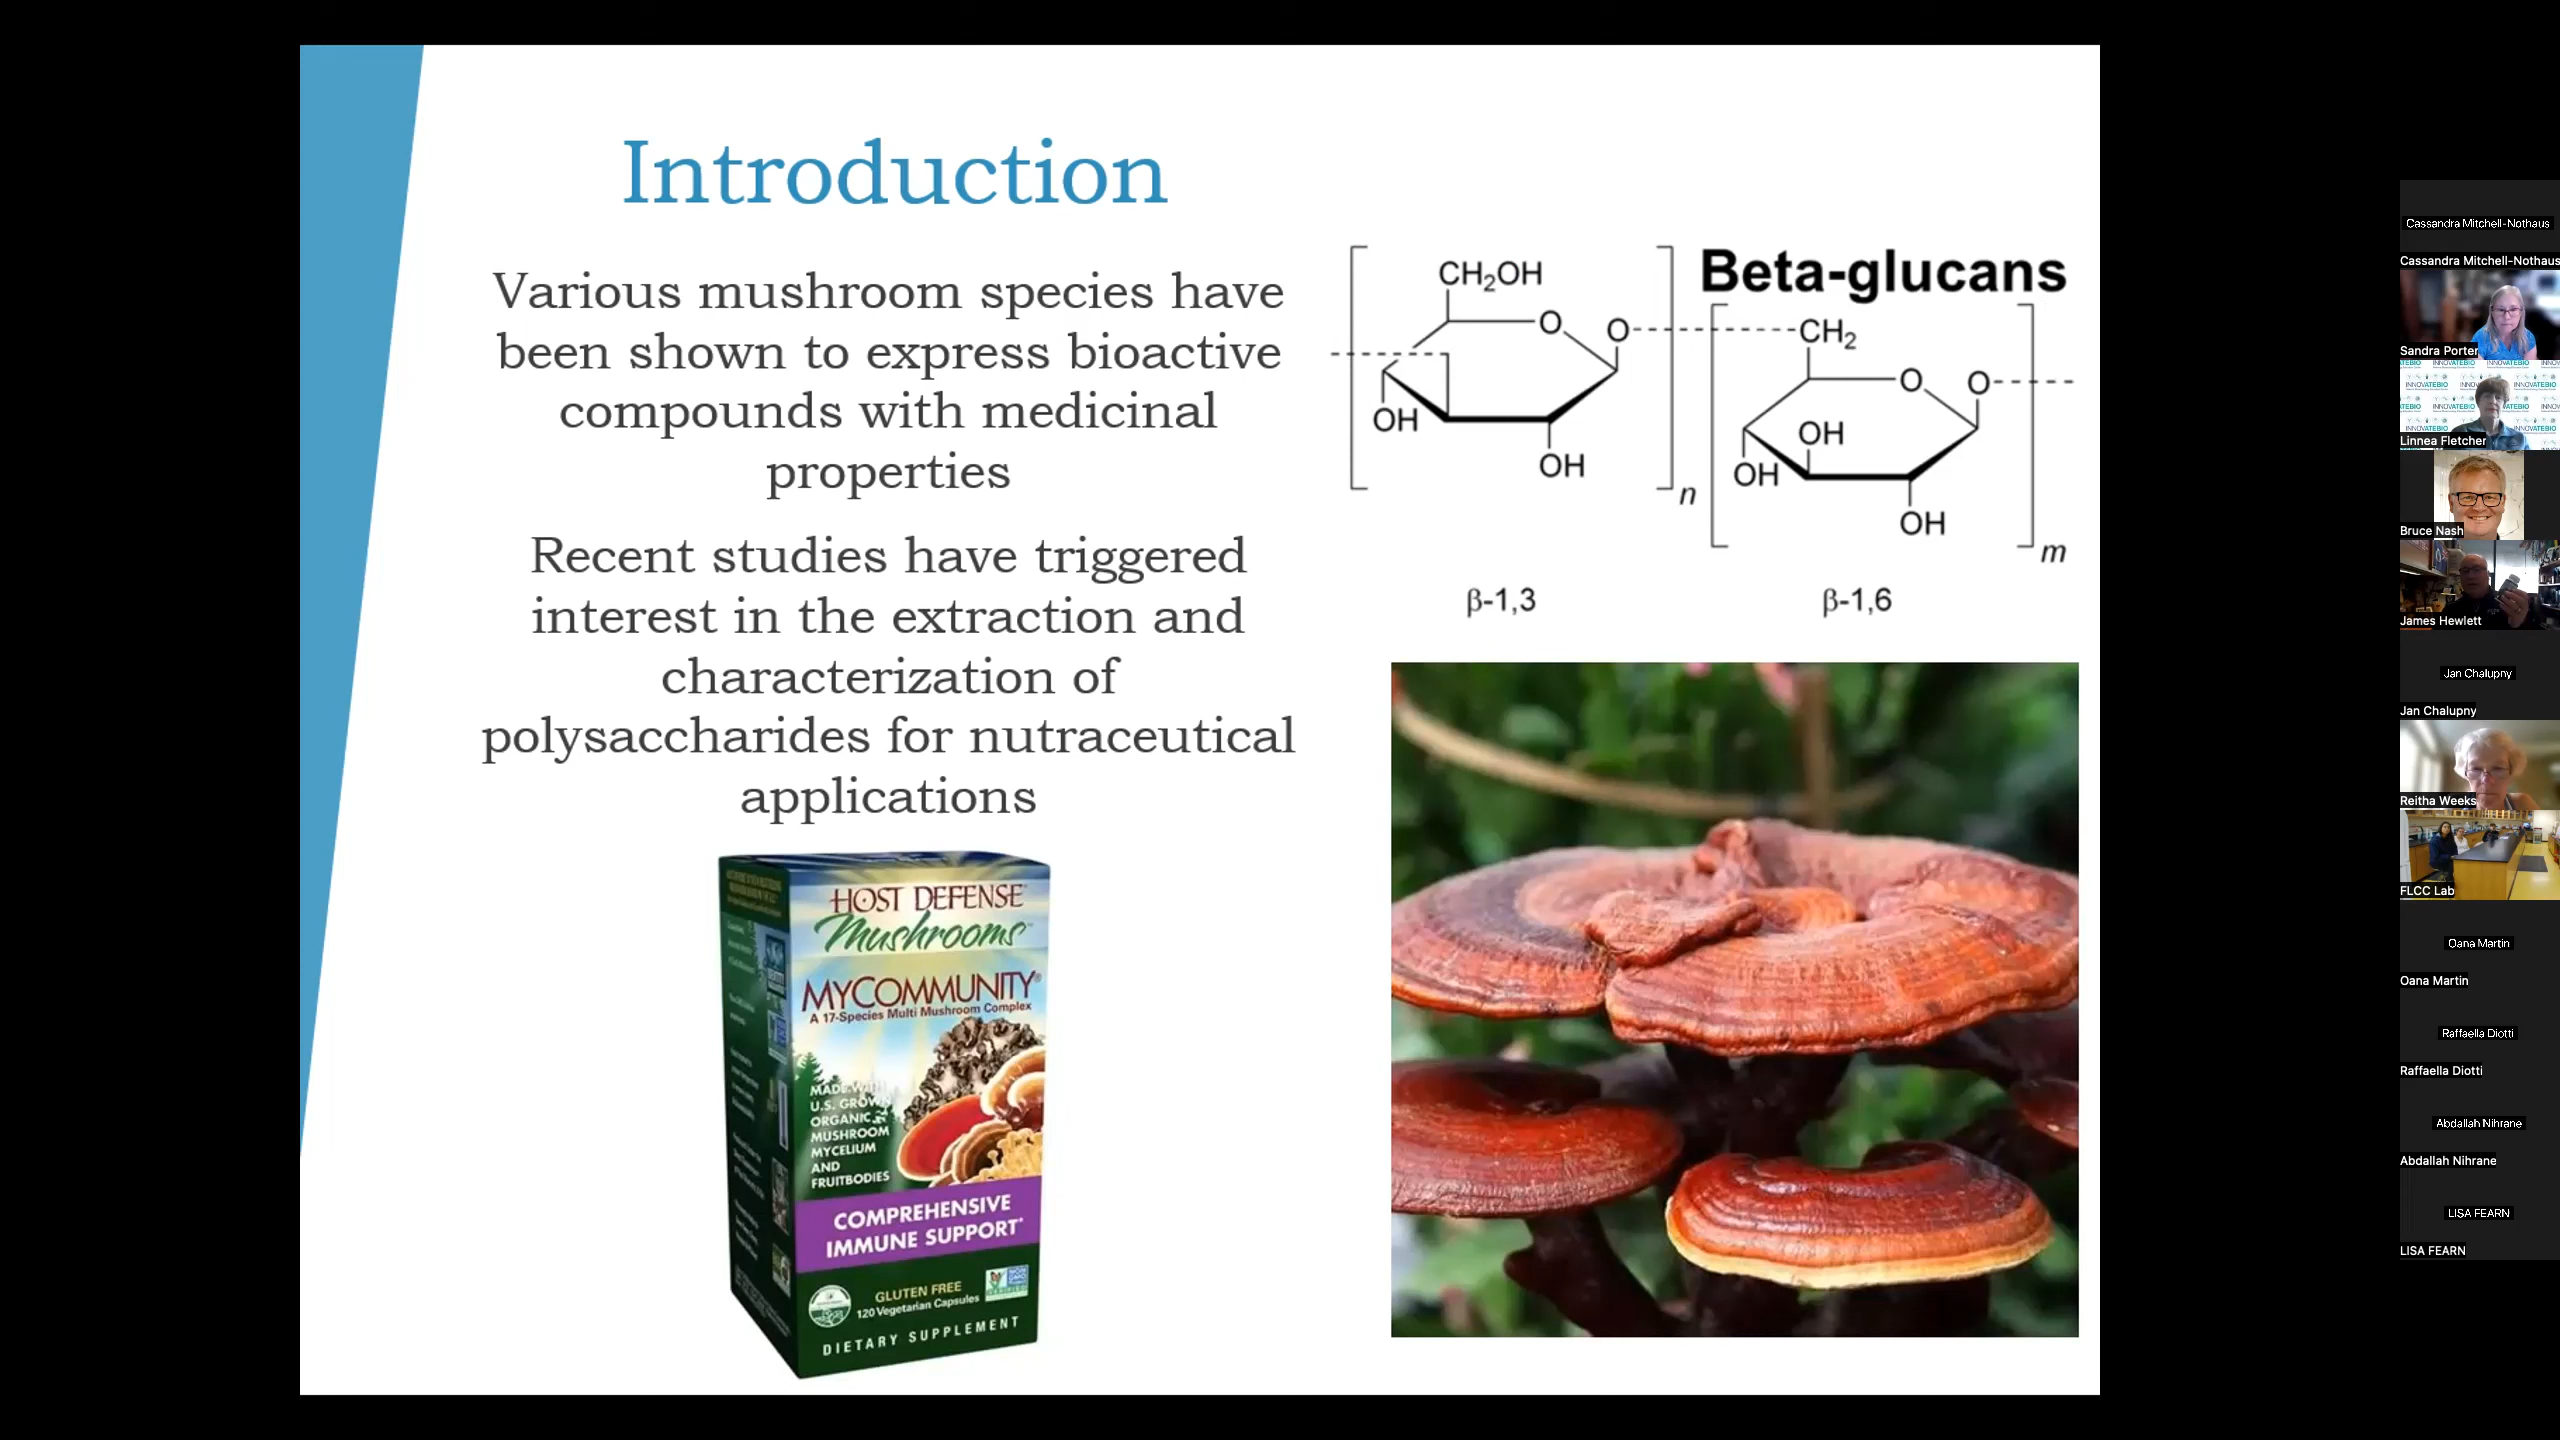 Introduction
Various mushroom species have
been shown to express bioactive
compounds with medicinal
properties
Recent studies have triggered
interest in the extraction and
characterization of
polysaccharides for nutraceutical
applications
Beta-glucans
CH₂OH
O
O
OH
OH
n
CH₂
O
O
OH
OH
OH
m
β-1,3
β-1,6
HOST DEFENSE
Mushrooms
MYCOMMUNITY®
A 17-Species Multi Mushroom Complex
MADE WITH
U.S. GROWN
ORGANIC
MUSHROOM
MYCELIUM
AND
FRUITBODIES
COMPREHENSIVE
IMMUNE SUPPORT*
GLUTEN FREE
120 Vegetarian Capsules
DIETARY SUPPLEMENT
Cassandra Mitchell-Nothaus
Cassandra Mitchell-Nothaus
Sandra Porter
INNOVATEBIO
Linnea Fletcher
Bruce Nash
James Hewlett
Jan Chalupny
Jan Chalupny
Reitha Weeks
FLCC Lab
Oana Martin
Oana Martin
Raffaella Diotti
Raffaella Diotti
Abdallah Nihrane
Abdallah Nihrane
LISA FEARN
LISA FEARN